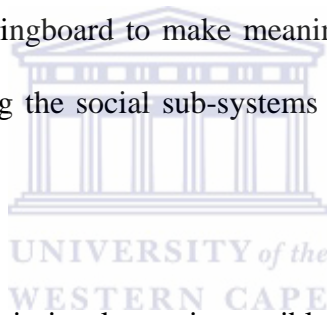 ingboard to make meanin
g the social sub-systems
UNIVERSITY of the
WESTERN CAPE